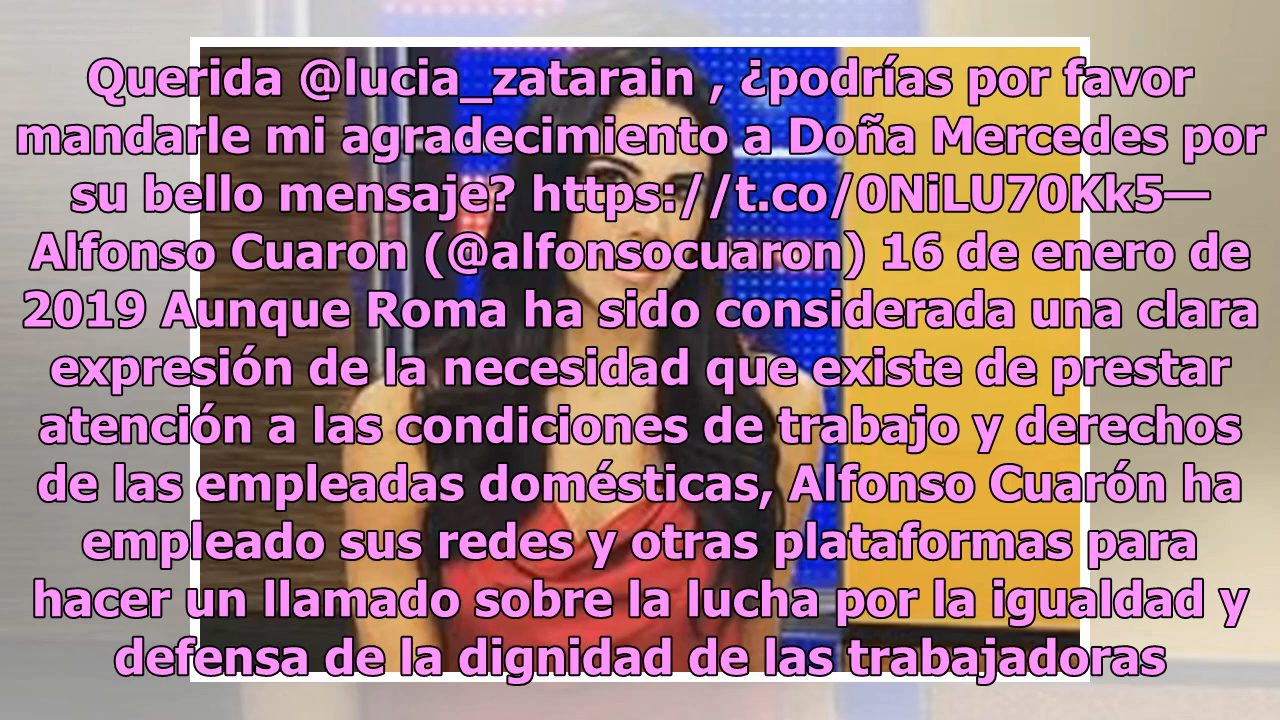 Querida @lucia_zatarain , ¿podrías por favor
mandarle mi agradecimiento a Doña Mercedes por
su bello mensaje? https://t.co/0NiLU70Kk5—
Alfonso Cuaron (@alfonsocuaron) 16 de enero de
2019 Aunque Roma ha sido considerada una clara
expresión de la necesidad que existe de prestar
atención a las condiciones de trabajo y derechos
de las empleadas domésticas, Alfonso Cuarón ha
empleado sus redes y otras plataformas para
hacer un llamado sobre la lucha por la igualdad y
defensa de la dignidad de las trabajadoras